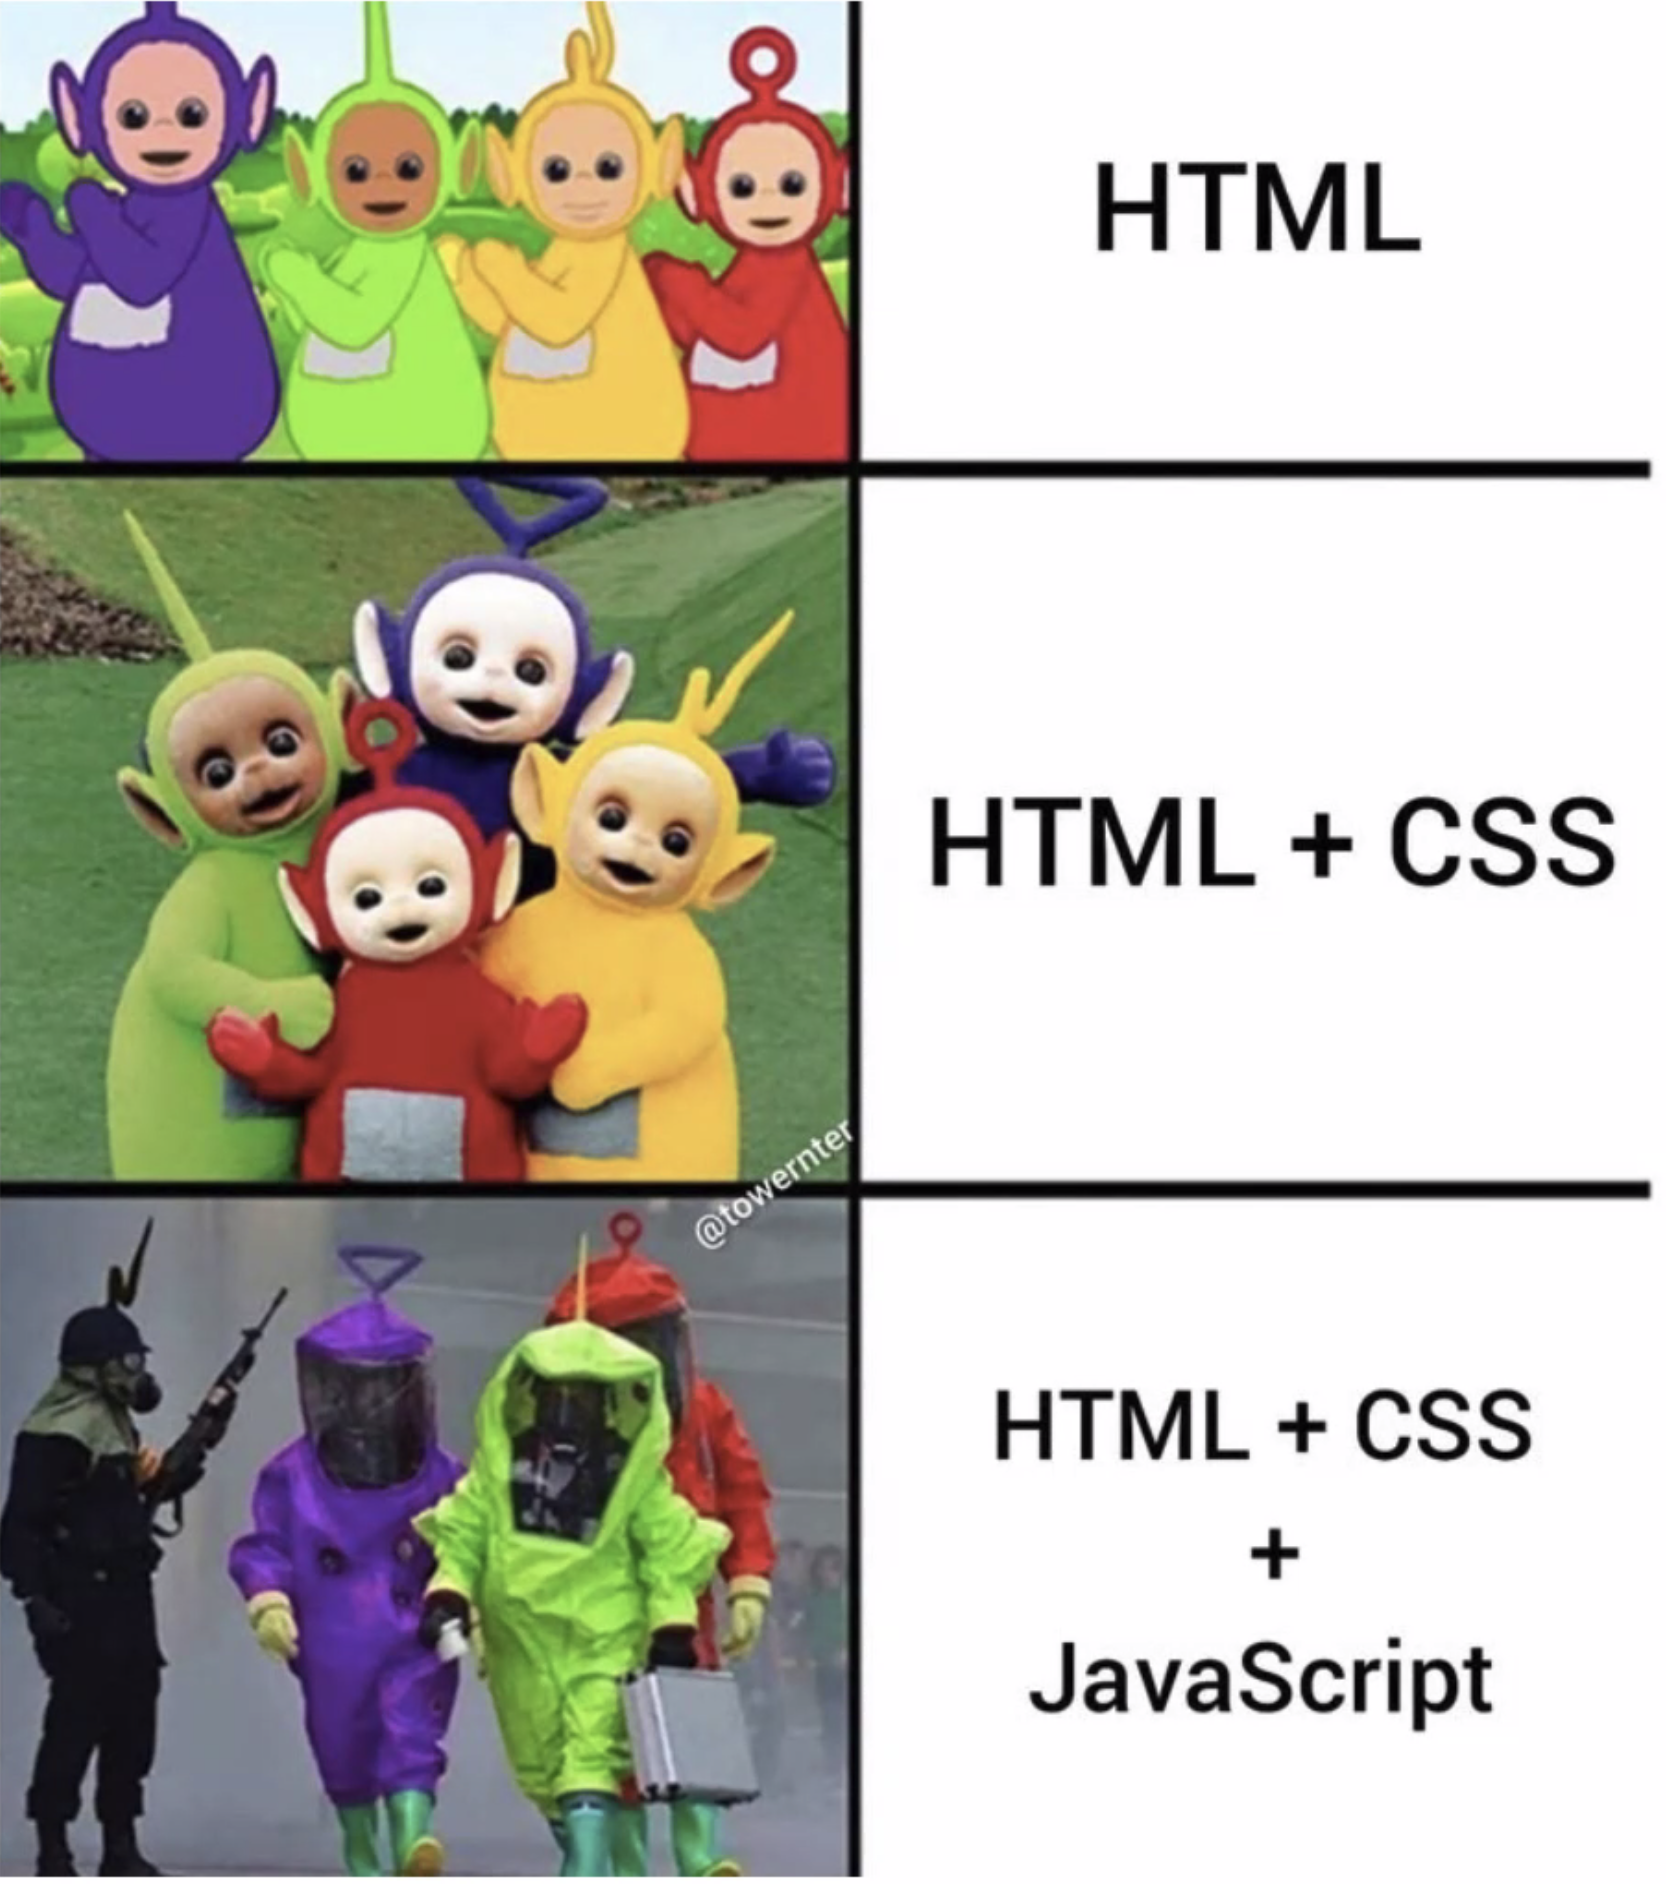 HTML
HTML + CSS
@towernter
HTML + CSS
+
JavaScript